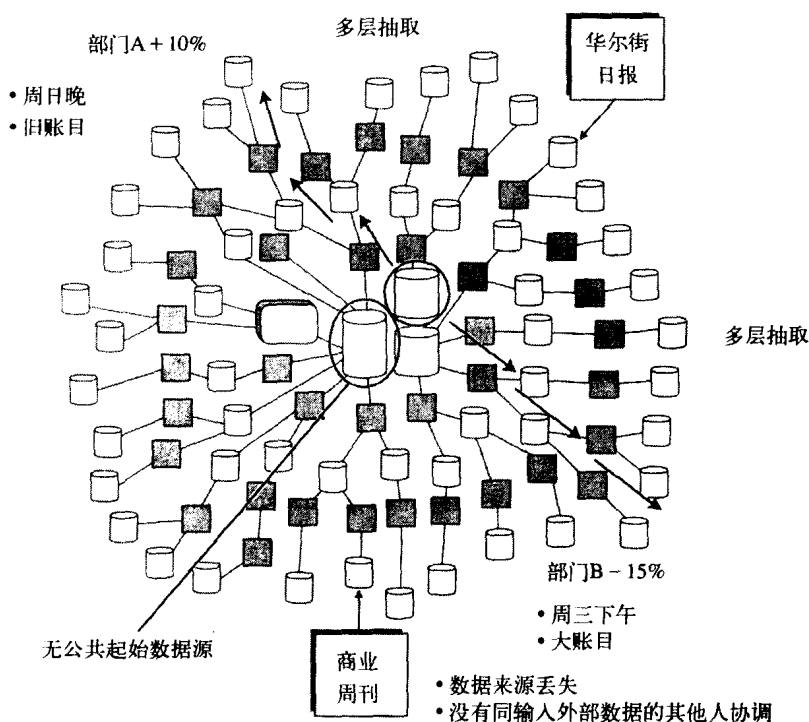 多层抽取
部门A + 10%
• 周日晚
• 旧账目
华尔街
日报
多层抽取
部门B - 15%
• 周三下午
• 大账目
无公共起始数据源
商业
周刊
• 数据来源丢失
• 没有同输入外部数据的其他人协调